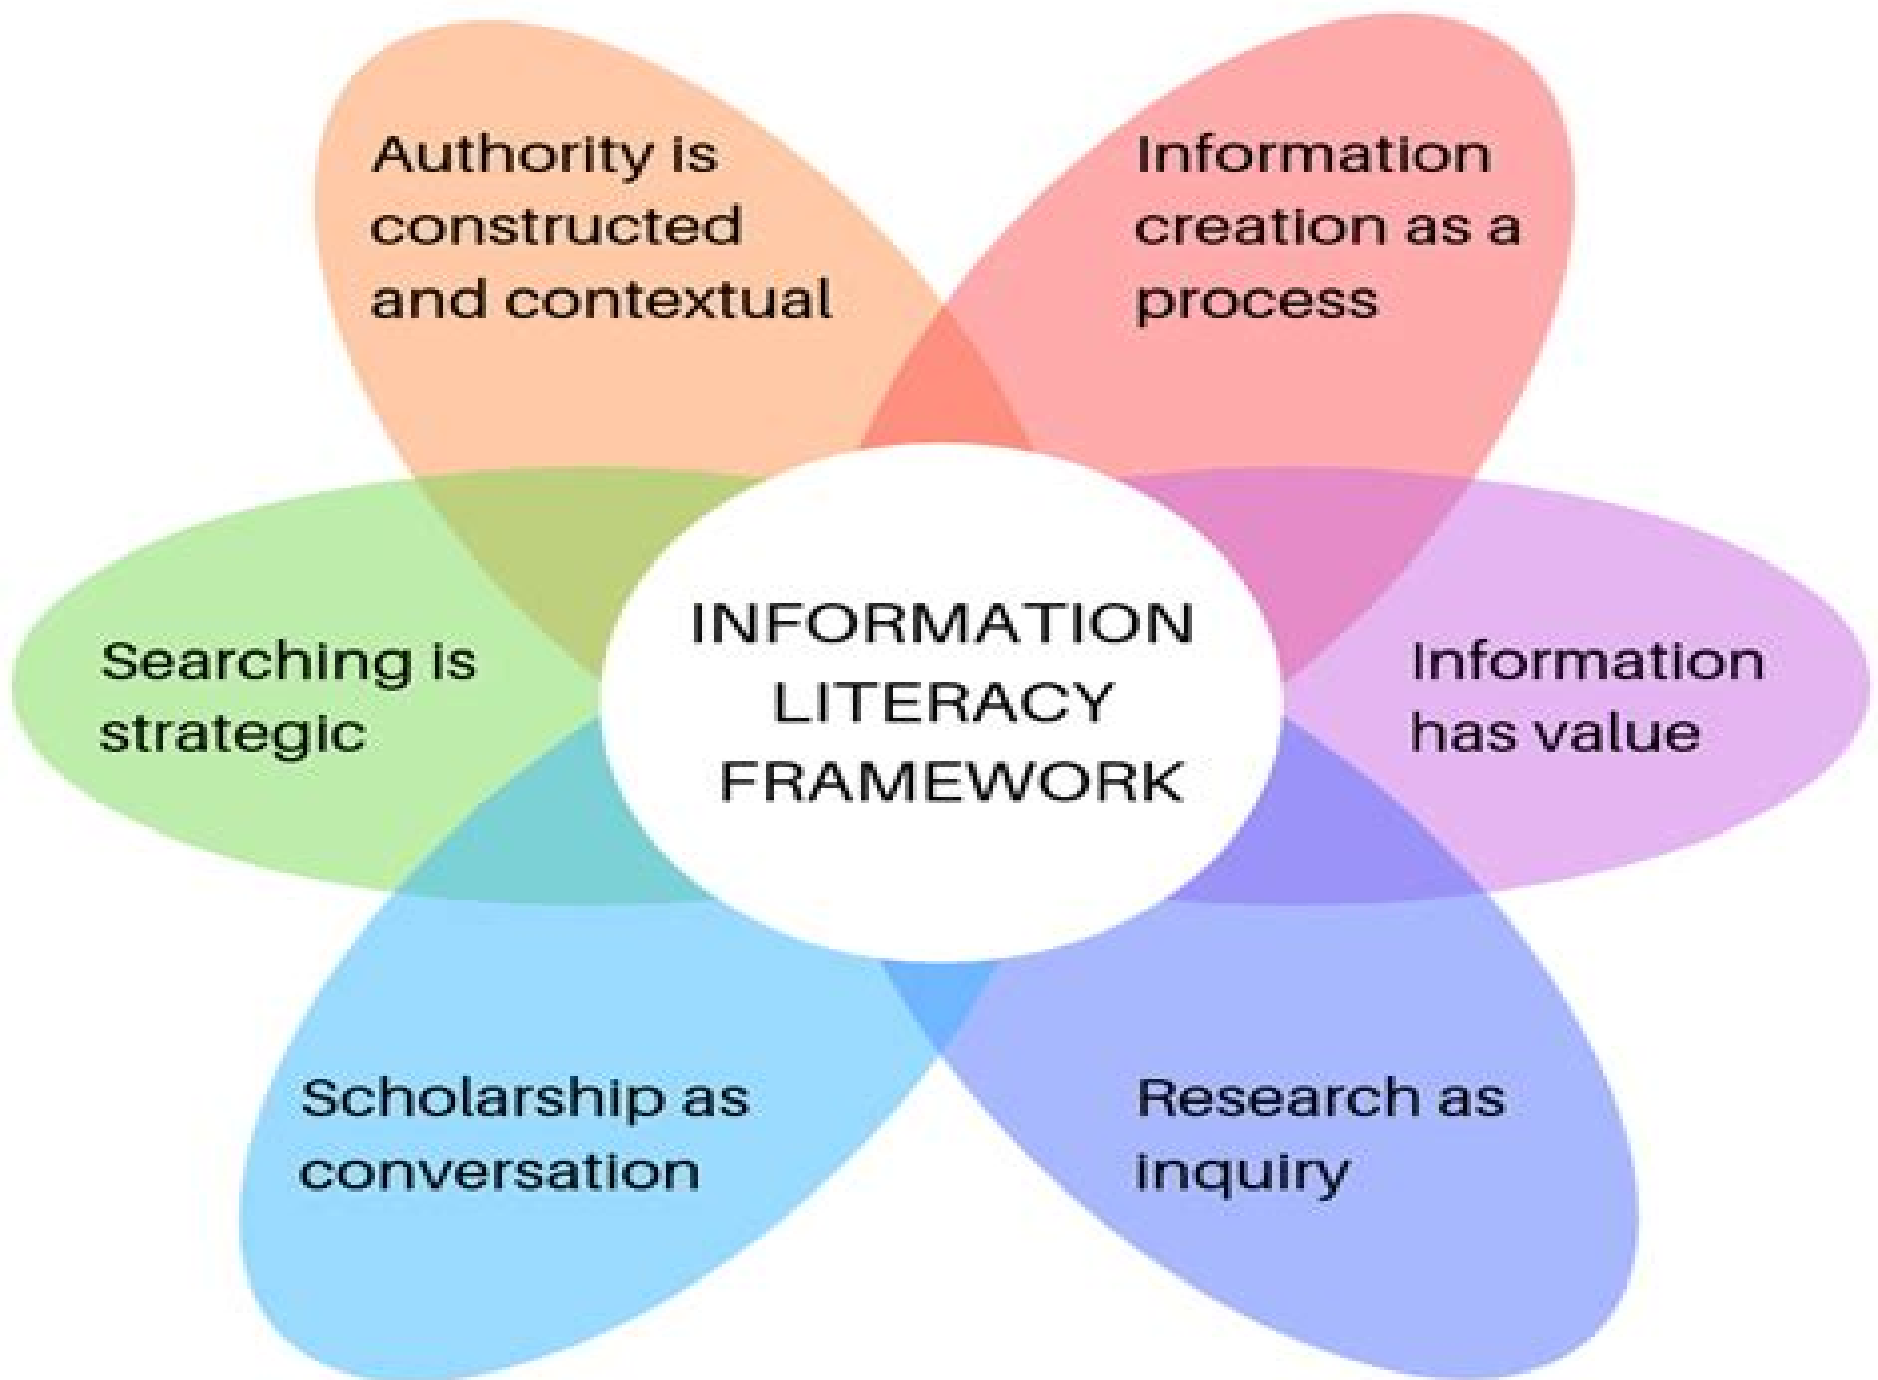 Authority is
constructed
and contextual
Information
creation as a
process
Searching is
strategic
INFORMATION
LITERACY
FRAMEWORK
Information
has value
Scholarship as
conversation
Research as
inquiry